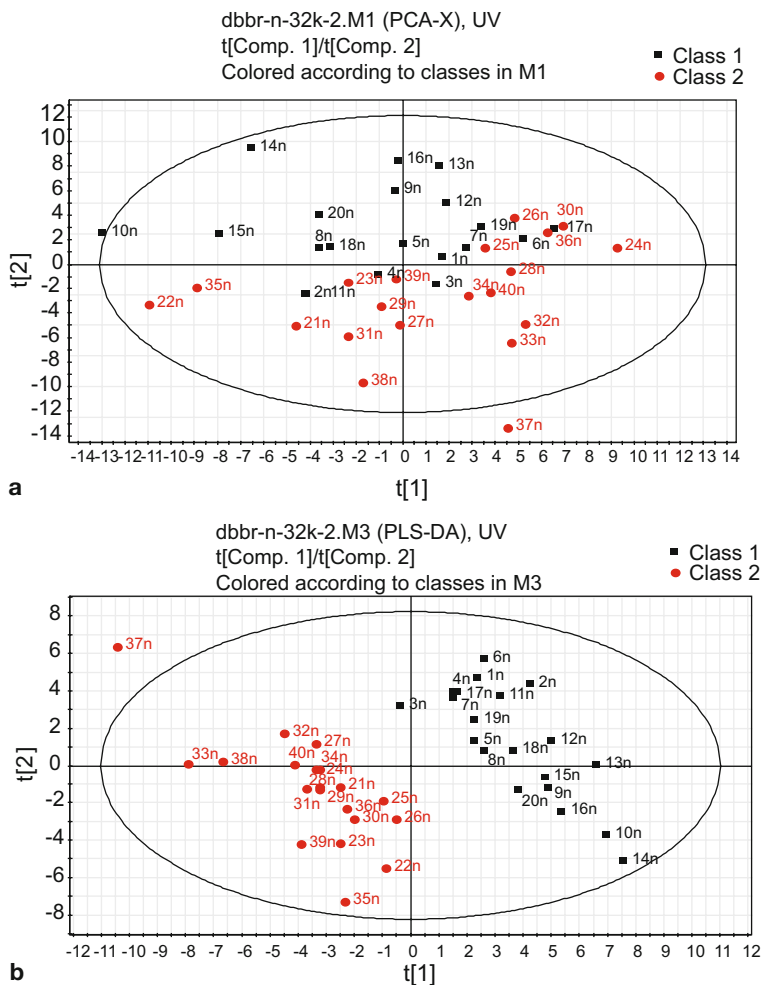 dbbr-n-32k-2.M1 (PCA-X), UV
t[Comp. 1]/t[Comp. 2]
Colored according to classes in M1
Class 1
Class 2
12
10
8
6
4
2
0
-2
-4
-6
-8
-10
-12
-14
t[2]
14n
16n
13n
9n
12n
20n
26n
30n
10n
15n
8n
18n
5n
7n
19n
17n
6n
36n
25n
24n
1n
4n
39n
28n
35n
23n
3n
34n
40n
2n
11n
22n
29n
21n
27n
32n
31n
33n
38n
37n
-14 -13 -12 -11 -10 -9 -8 -7 -6 -5 -4 -3 -2 -1 0 1 2 3 4 5 6 7 8 9 10 11 12 13 14
t[1]
a
dbbr-n-32k-2.M3 (PLS-DA), UV
t[Comp. 1]/t[Comp. 2]
Colored according to classes in M3
Class 1
Class 2
8
6
4
2
0
-2
-4
-6
-8
t[2]
37n
6n
4n
1n
2n
17n
11n
7n
3n
19n
32n
27n
5n
12n
33n
38n
40n
34n
8n
18n
13n
24n
28n
21n
15n
31n
29n
25n
9n
36n
20n
30n
26n
16n
39n
23n
10n
22n
14n
35n
-12 -11 -10 -9 -8 -7 -6 -5 -4 -3 -2 -1 0 1 2 3 4 5 6 7 8 9 10 11 12
t[1]
b